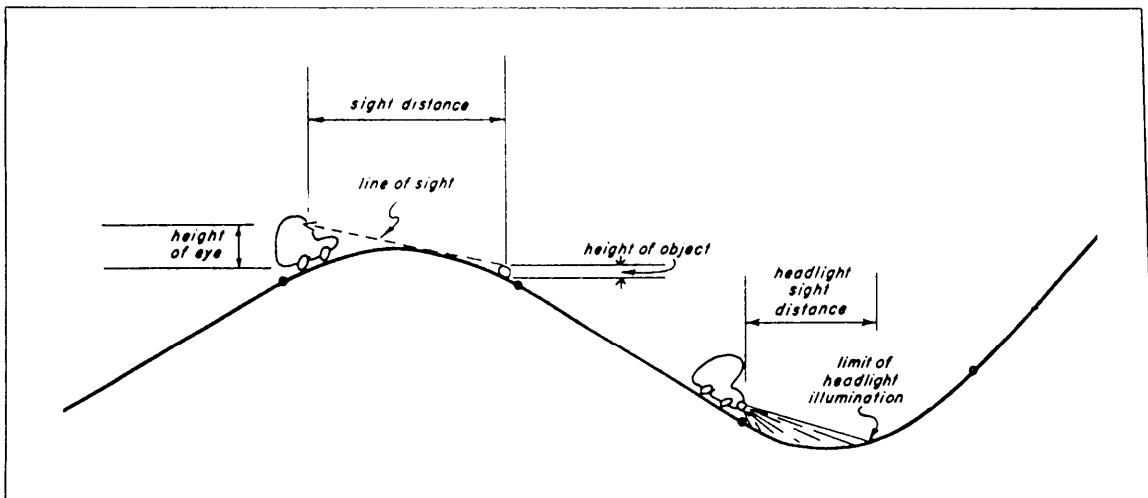 sight distance
line of sight
height
of eye
height of object
headlight
sight
distance
limit of
headlight
illumination